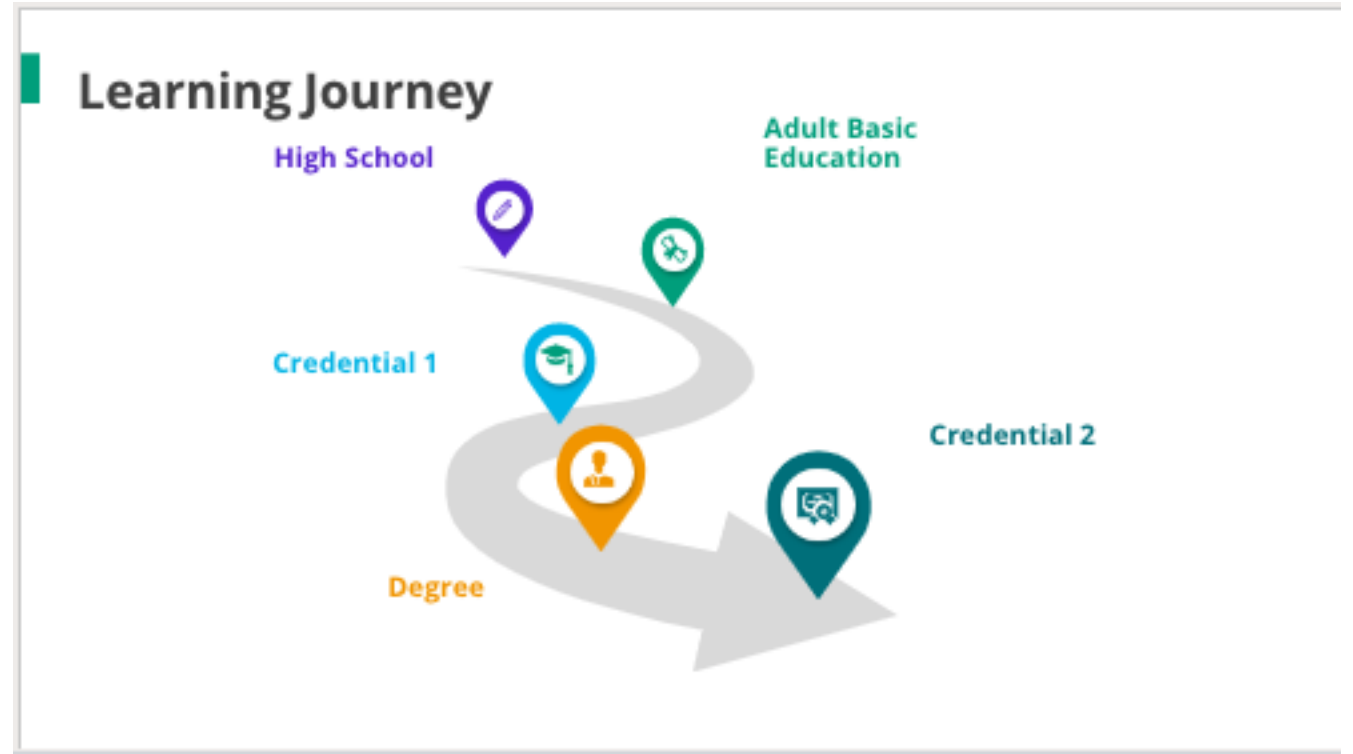 Learning Journey
High School
Adult Basic
Education
Credential 1
Credential 2
Degree